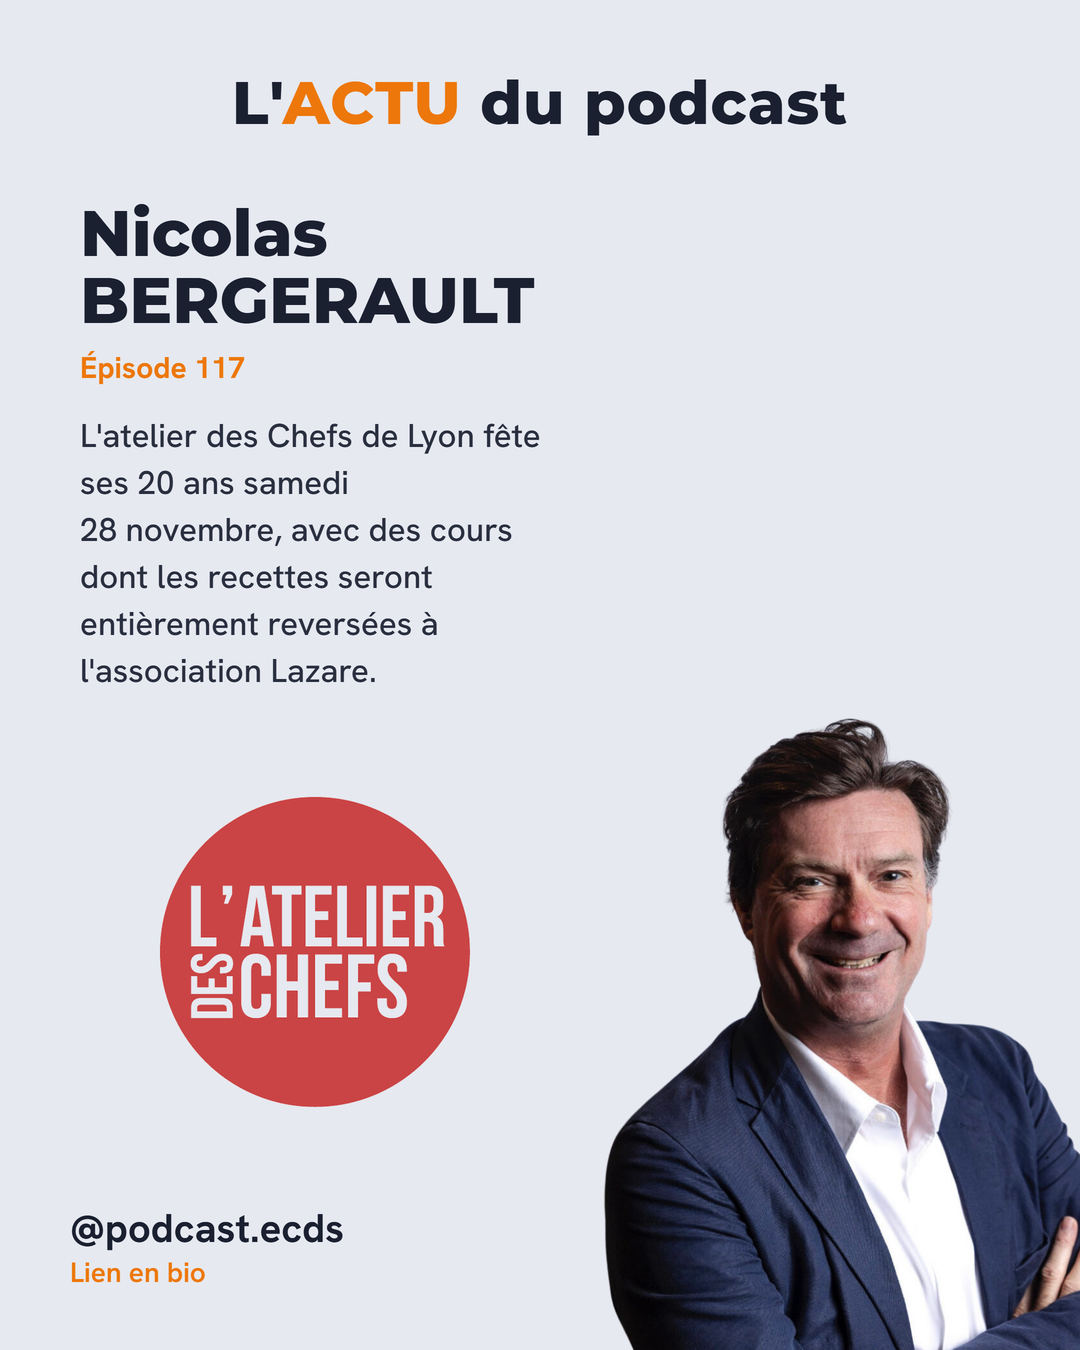 L'ACTU du podcast
Nicolas
BERGERAULT
Épisode 117
L'atelier des Chefs de Lyon fête
ses 20 ans samedi
28 novembre, avec des cours
dont les recettes seront
entièrement reversées à
l'association Lazare.
L'ATELIER
DES CHEFS
@podcast.ecds
Lien en bio